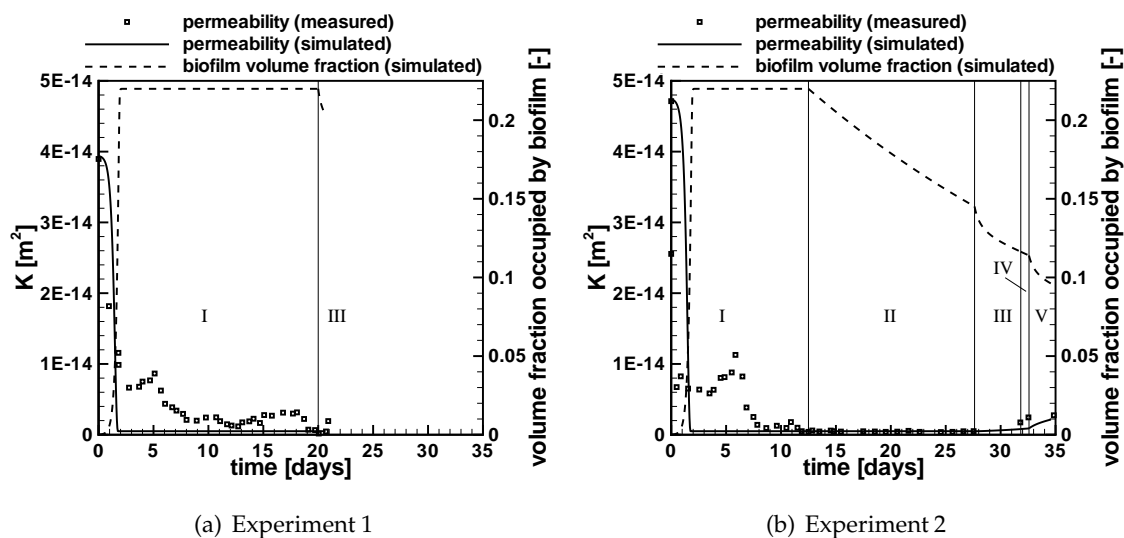 permeability (measured)
permeability (simulated)
biofilm volume fraction (simulated)
5E-14
4E-14
3E-14
2E-14
1E-14
0
K [m²]
0.2
0.15
0.1
0.05
0
volume fraction occupied by biofilm [-]
I
III
0 5 10 15 20 25 30 35
time [days]
(a) Experiment 1
permeability (measured)
permeability (simulated)
biofilm volume fraction (simulated)
5E-14
4E-14
3E-14
2E-14
1E-14
0
K [m²]
0.2
0.15
0.1
0.05
0
volume fraction occupied by biofilm [-]
IV
I
II
III
V
0 5 10 15 20 25 30 35
time [days]
(b) Experiment 2